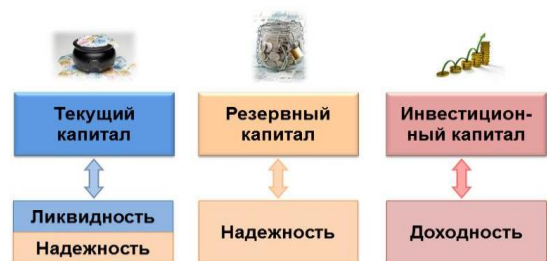 Текущий
капитал
Резервный
капитал
Инвестицион-
ный капитал
Ликвидность
Надежность
Надежность
Доходность